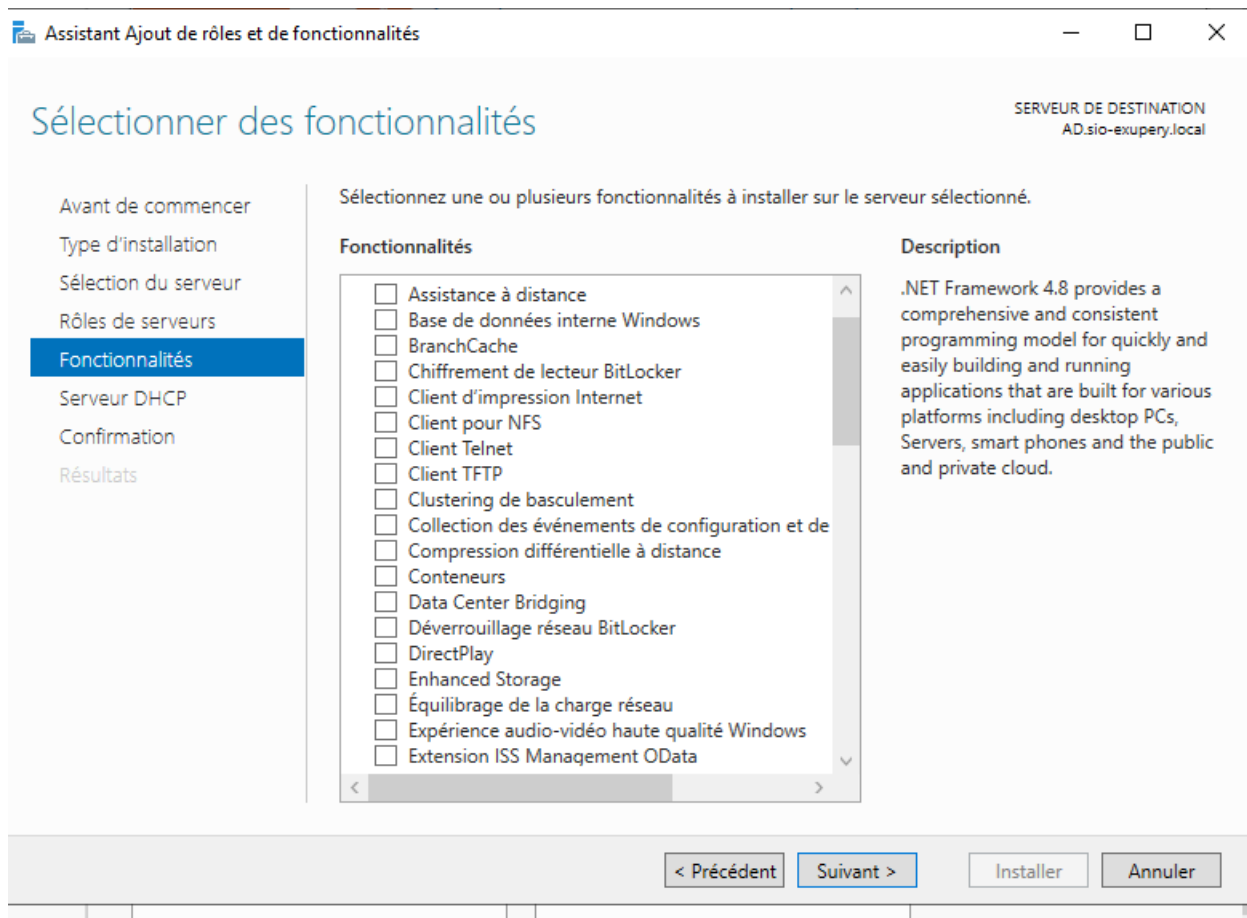 Assistant Ajout de rôles et de fonctionnalités
Sélectionner des fonctionnalités
SERVEUR DE DESTINATION
AD.sio-exupery.local
Avant de commencer
Type d'installation
Sélection du serveur
Rôles de serveurs
Fonctionnalités
Serveur DHCP
Confirmation
Résultats
Sélectionnez une ou plusieurs fonctionnalités à installer sur le serveur sélectionné.
Fonctionnalités
Assistance à distance
Base de données interne Windows
BranchCache
Chiffrement de lecteur BitLocker
Client d'impression Internet
Client pour NFS
Client Telnet
Client TFTP
Clustering de basculement
Collection des événements de configuration et de
Compression différentielle à distance
Conteneurs
Data Center Bridging
Déverrouillage réseau BitLocker
DirectPlay
Enhanced Storage
Équilibrage de la charge réseau
Expérience audio-vidéo haute qualité Windows
Extension ISS Management OData
Description
.NET Framework 4.8 provides a
comprehensive and consistent
programming model for quickly and
easily building and running
applications that are built for various
platforms including desktop PCs,
Servers, smart phones and the public
and private cloud.
< Précédent
Suivant >
Installer
Annuler